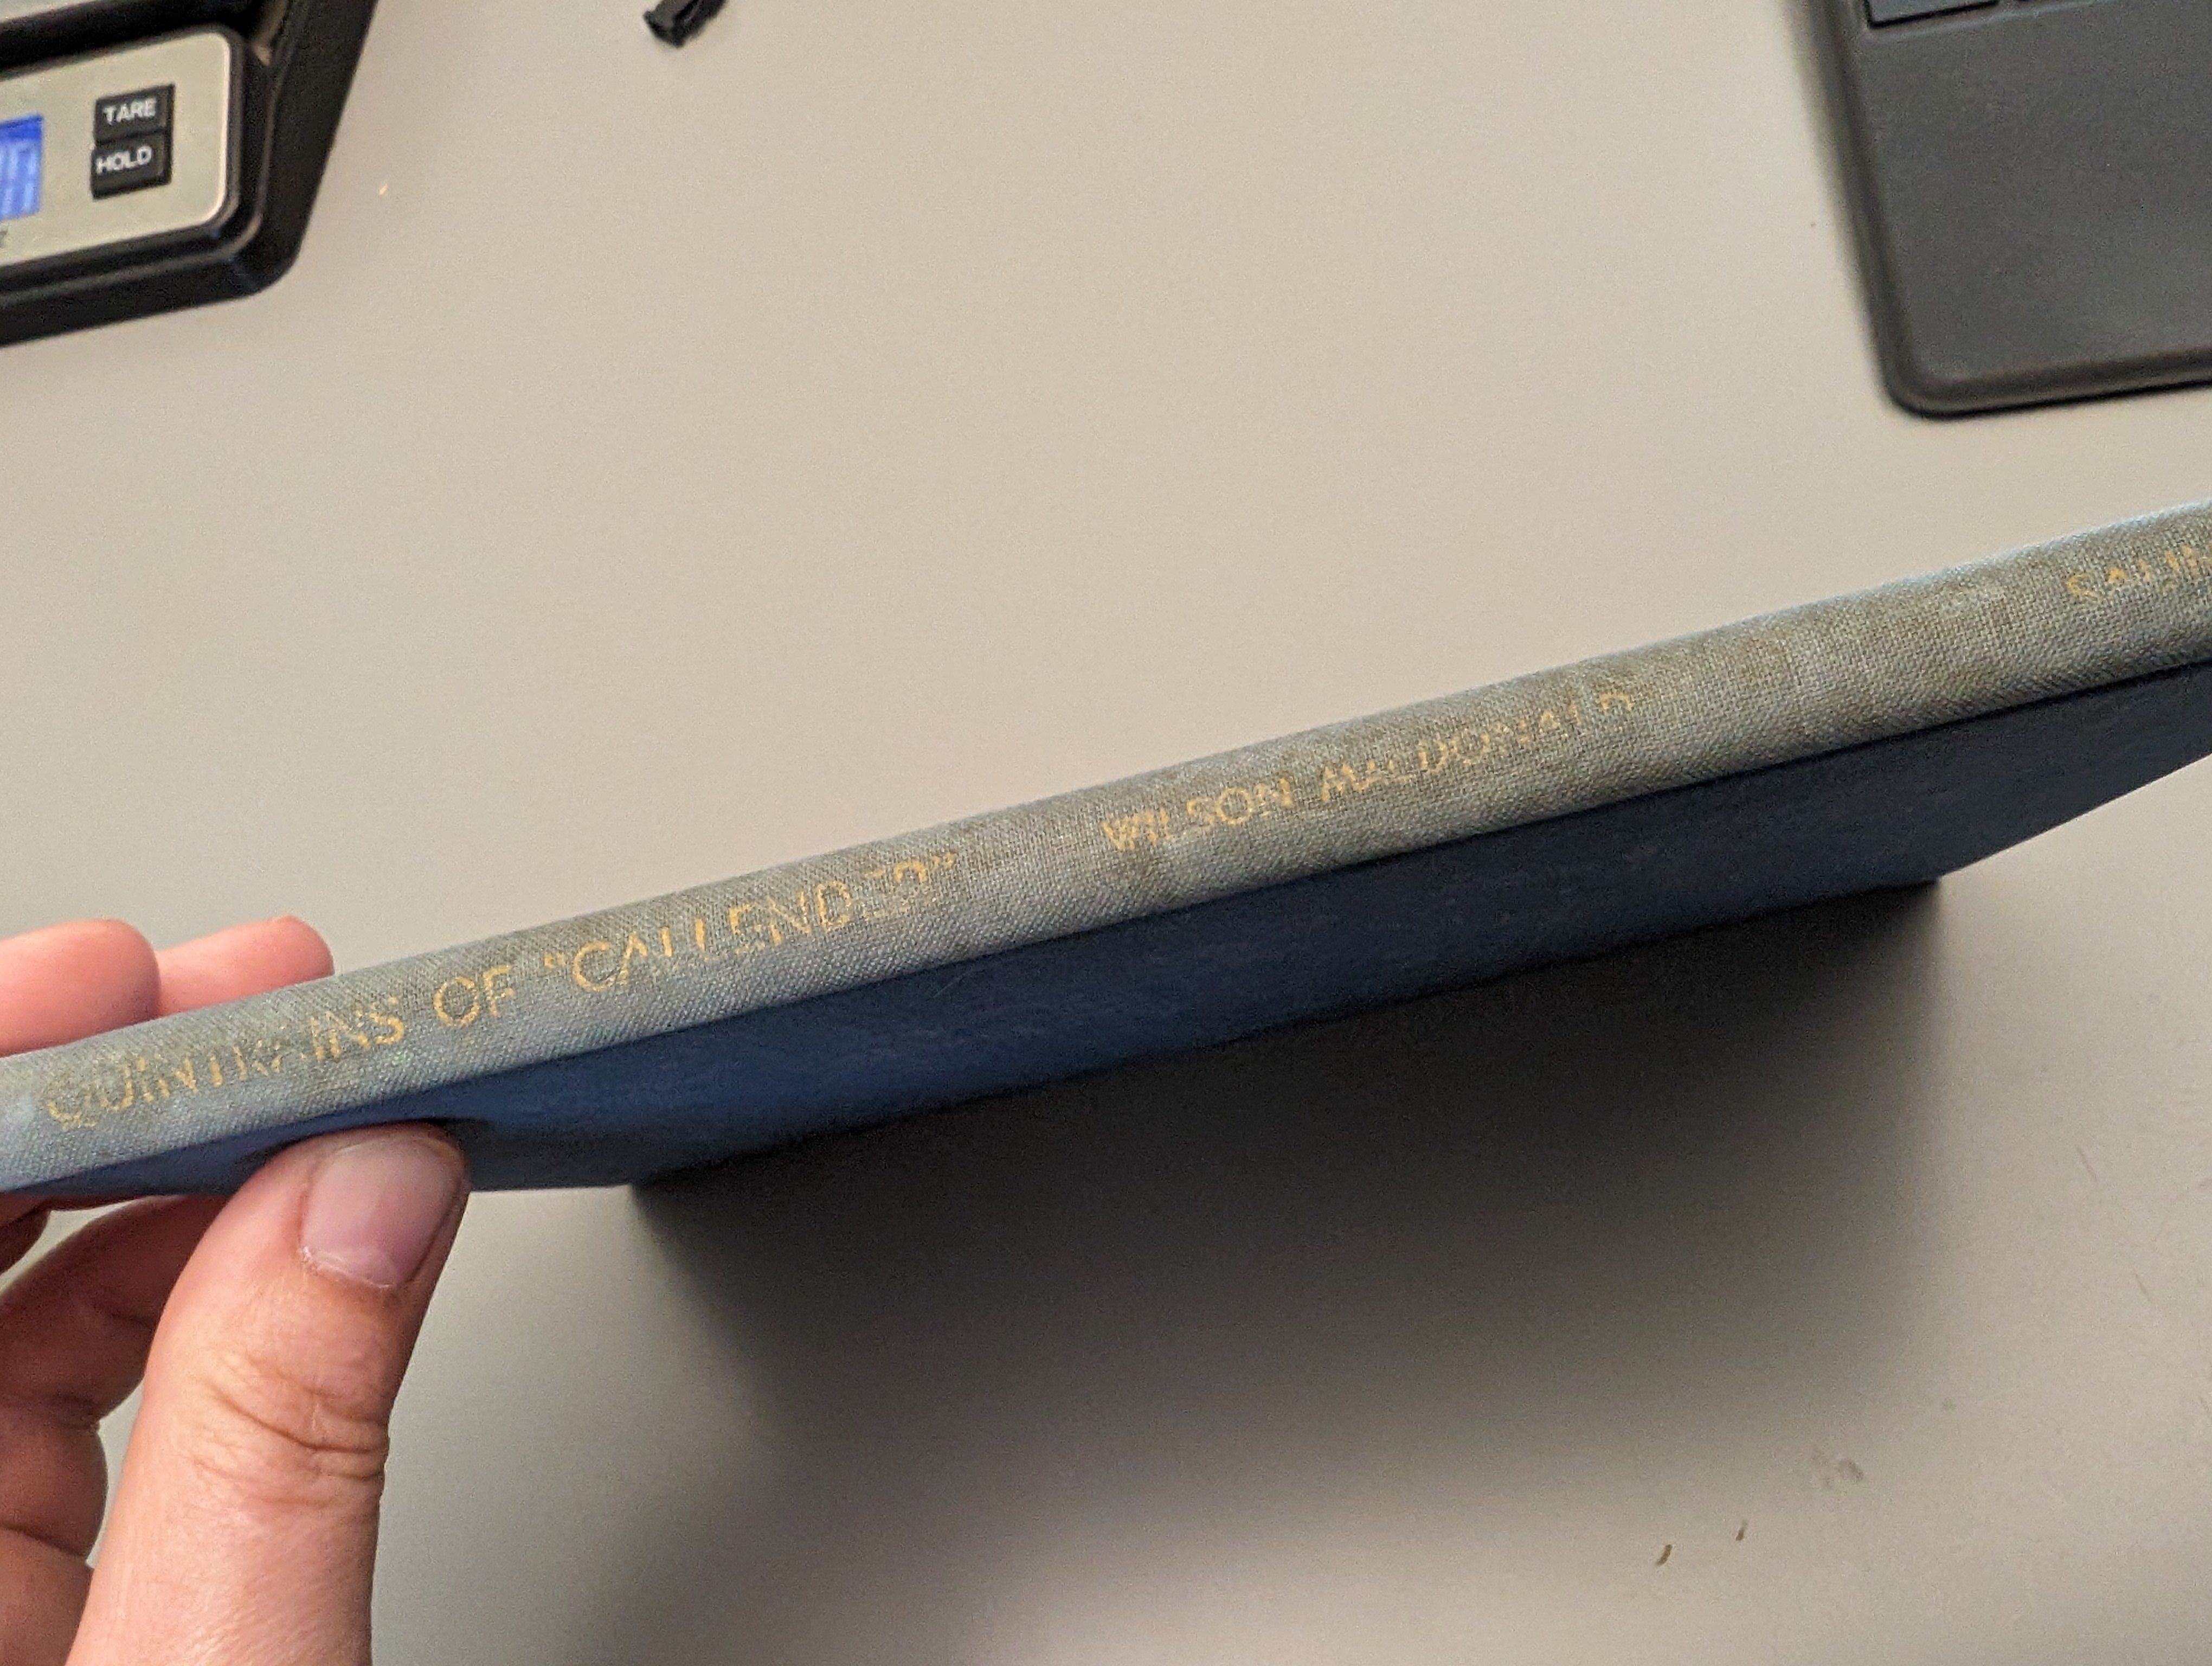 TARE
HOLD
QUINTRAINS OF "CALLENDER" WILSON MACDONALD